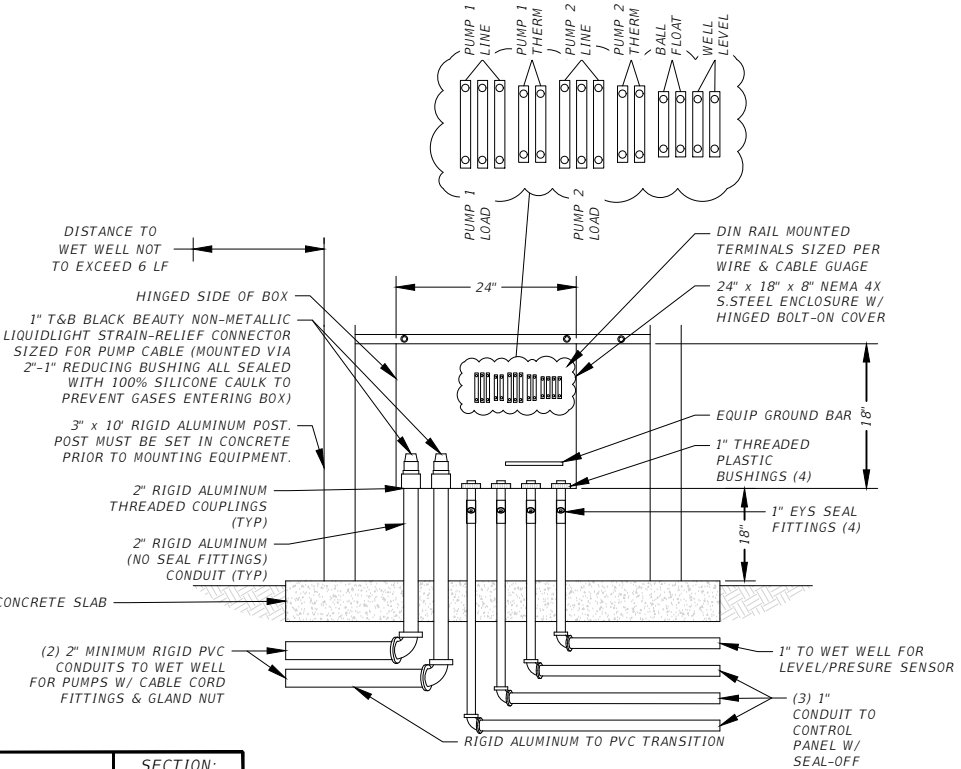 PUMP 1
LINE
PUMP 1
THERM
PUMP 2
LINE
PUMP 2
THERM
BALL
FLOAT
WELL
LEVEL
PUMP 1
LOAD
PUMP 2
LOAD
DISTANCE TO
WET WELL NOT
TO EXCEED 6 LF
24"
HINGED SIDE OF BOX
1" T&B BLACK BEAUTY NON-METALLIC
LIQUIDLIGHT STRAIN-RELIEF CONNECTOR
SIZED FOR PUMP CABLE (MOUNTED VIA
2"-1" REDUCING BUSHING ALL SEALED
WITH 100% SILICONE CAULK TO
PREVENT GASES ENTERING BOX)
3" x 10' RIGID ALUMINUM POST.
POST MUST BE SET IN CONCRETE
PRIOR TO MOUNTING EQUIPMENT.
2" RIGID ALUMINUM
THREADED COUPLINGS
(TYP)
2" RIGID ALUMINUM
(NO SEAL FITTINGS)
CONDUIT (TYP)
CONCRETE SLAB
(2) 2" MINIMUM RIGID PVC
CONDUITS TO WET WELL
FOR PUMPS W/ CABLE CORD
FITTINGS & GLAND NUT
DIN RAIL MOUNTED
TERMINALS SIZED PER
WIRE & CABLE GUAGE
24" x 18" x 8" NEMA 4X
S.STEEL ENCLOSURE W/
HINGED BOLT-ON COVER
18"
EQUIP GROUND BAR
1" THREADED
PLASTIC
BUSHINGS (4)
1" EYS SEAL
FITTINGS (4)
18"
1" TO WET WELL FOR
LEVEL/PRESURE SENSOR
(3) 1"
CONDUIT TO
CONTROL
PANEL W/
SEAL-OFF
RIGID ALUMINUM TO PVC TRANSITION
SECTION: